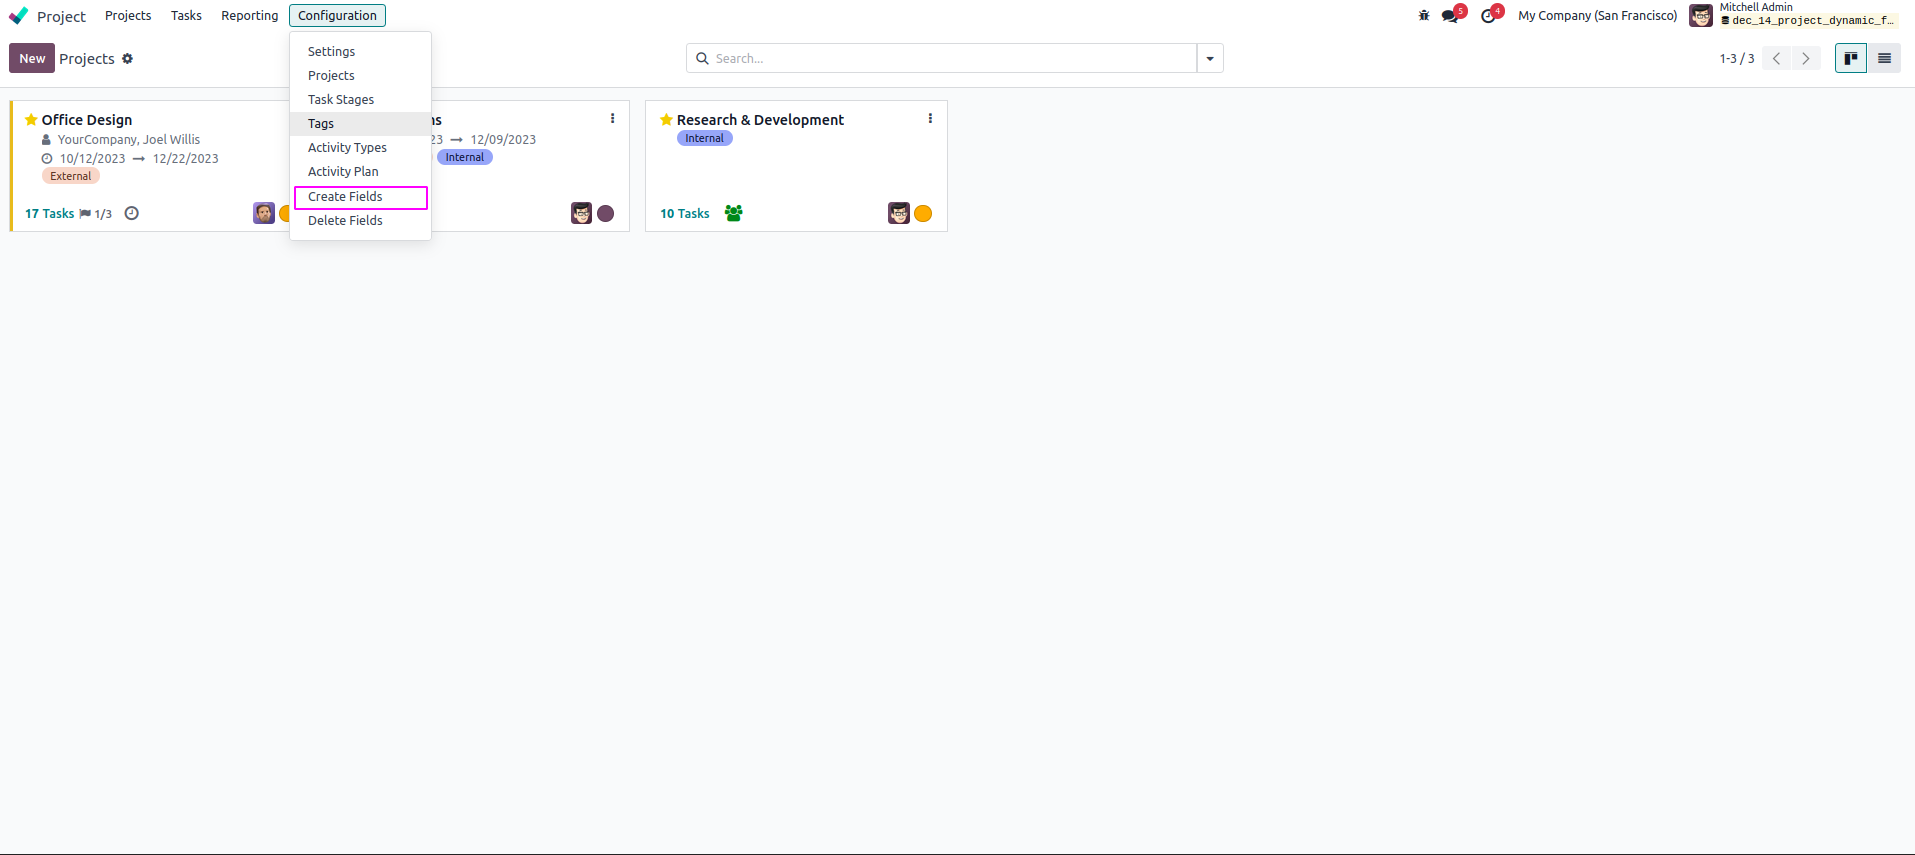 Project Projects Tasks Reporting Configuration 5 4 My Company (San Francisco) Mitchell Admin
dec_14_project_dynamic_f...
New Projects Search... 1-3 / 3
Settings
Projects
Task Stages
Tags
Activity Types
Activity Plan
Create Fields
Delete Fields
Office Design
YourCompany, Joel Willis
10/12/2023 → 12/22/2023
External
17 Tasks 1/3
ns
23 → 12/09/2023
Internal
Research & Development
Internal
10 Tasks